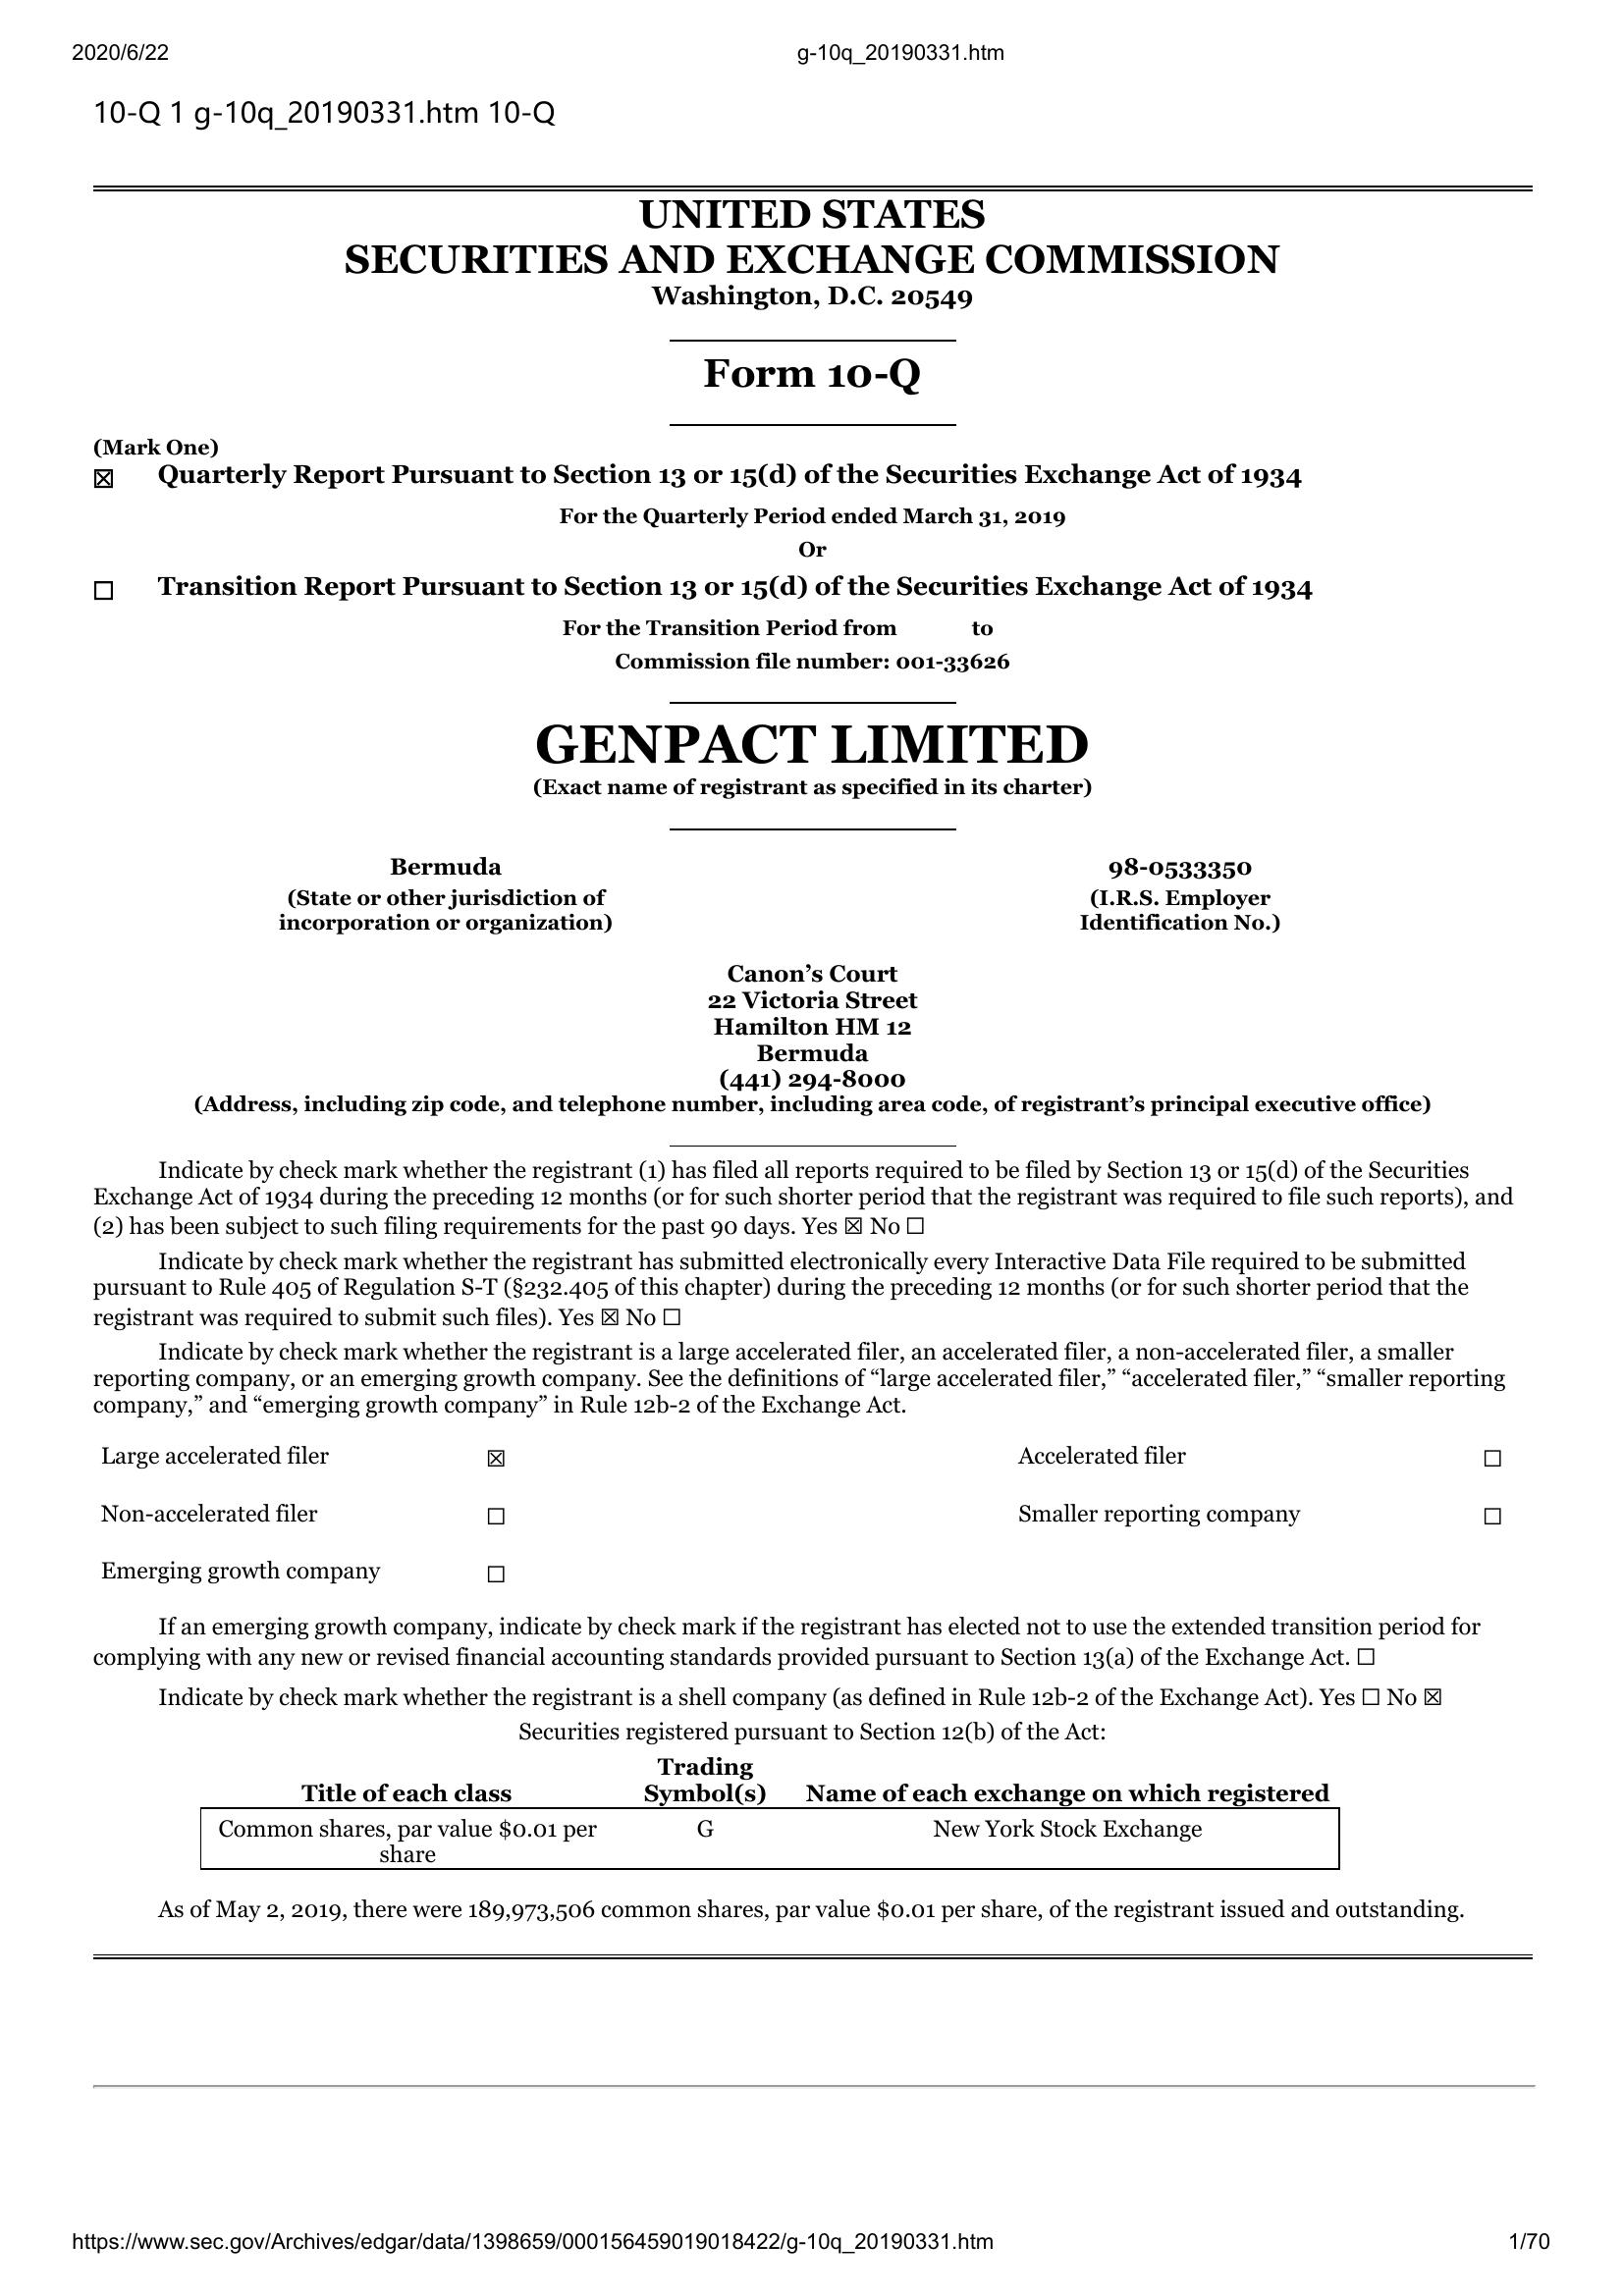 2020/6/22 g-10q_20190331.htm
10-Q 1 g-10q_20190331.htm 10-Q
UNITED STATES
SECURITIES AND EXCHANGE COMMISSION
Washington, D.C. 20549
Form 10-Q
(Mark One)
☒ Quarterly Report Pursuant to Section 13 or 15(d) of the Securities Exchange Act of 1934
For the Quarterly Period ended March 31, 2019
Or
☐ Transition Report Pursuant to Section 13 or 15(d) of the Securities Exchange Act of 1934
For the Transition Period from to
Commission file number: 001-33626
GENPACT LIMITED
(Exact name of registrant as specified in its charter)
Bermuda 98-0533350
(State or other jurisdiction of (I.R.S. Employer
incorporation or organization) Identification No.)
Canon’s Court
22 Victoria Street
Hamilton HM 12
Bermuda
(441) 294-8000
(Address, including zip code, and telephone number, including area code, of registrant’s principal executive office)
Indicate by check mark whether the registrant (1) has filed all reports required to be filed by Section 13 or 15(d) of the Securities
Exchange Act of 1934 during the preceding 12 months (or for such shorter period that the registrant was required to file such reports), and
(2) has been subject to such filing requirements for the past 90 days. Yes ☒ No ☐
Indicate by check mark whether the registrant has submitted electronically every Interactive Data File required to be submitted
pursuant to Rule 405 of Regulation S-T (§232.405 of this chapter) during the preceding 12 months (or for such shorter period that the
registrant was required to submit such files). Yes ☒ No ☐
Indicate by check mark whether the registrant is a large accelerated filer, an accelerated filer, a non-accelerated filer, a smaller
reporting company, or an emerging growth company. See the definitions of “large accelerated filer,” “accelerated filer,” “smaller reporting
company,” and “emerging growth company” in Rule 12b-2 of the Exchange Act.
Large accelerated filer ☒ Accelerated filer ☐
Non-accelerated filer ☐ Smaller reporting company ☐
Emerging growth company ☐
If an emerging growth company, indicate by check mark if the registrant has elected not to use the extended transition period for
complying with any new or revised financial accounting standards provided pursuant to Section 13(a) of the Exchange Act. ☐
Indicate by check mark whether the registrant is a shell company (as defined in Rule 12b-2 of the Exchange Act). Yes ☐ No ☒
Securities registered pursuant to Section 12(b) of the Act:
Trading
Title of each class Symbol(s) Name of each exchange on which registered
Common shares, par value $0.01 per G New York Stock Exchange
share
As of May 2, 2019, there were 189,973,506 common shares, par value $0.01 per share, of the registrant issued and outstanding.
https://www.sec.gov/Archives/edgar/data/1398659/000156459019018422/g-10q_20190331.htm 1/70